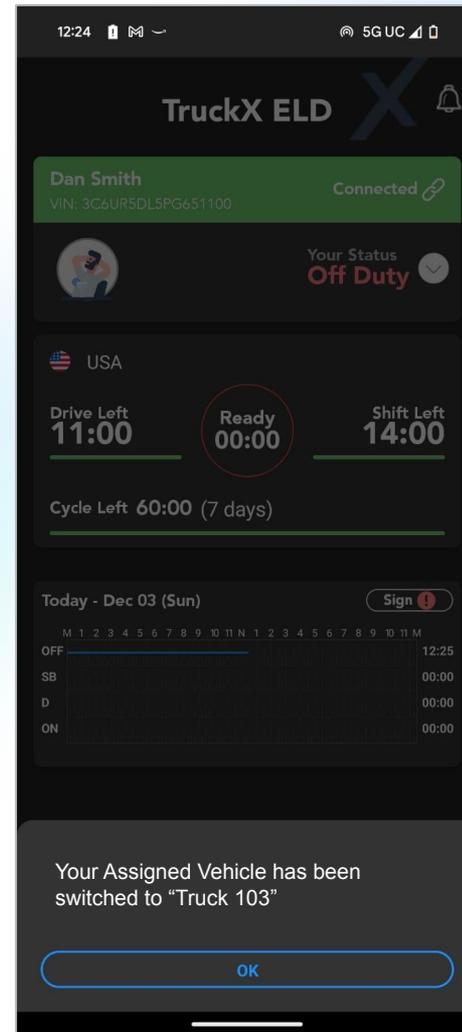 12:24
5G UC
TruckX ELD
Dan Smith
Connected
VIN: 3C6UR5DL5PG651100
Your Status
Off Duty
USA
Drive Left
11:00
Ready
00:00
Shift Left
14:00
Cycle Left 60:00 (7 days)
Today - Dec 03 (Sun)
Sign
M 1 2 3 4 5 6 7 8 9 10 11 N 1 2 3 4 5 6 7 8 9 10 11 M
OFF 12:25
SB 00:00
D 00:00
ON 00:00
Your Assigned Vehicle has been
switched to “Truck 103”
OK